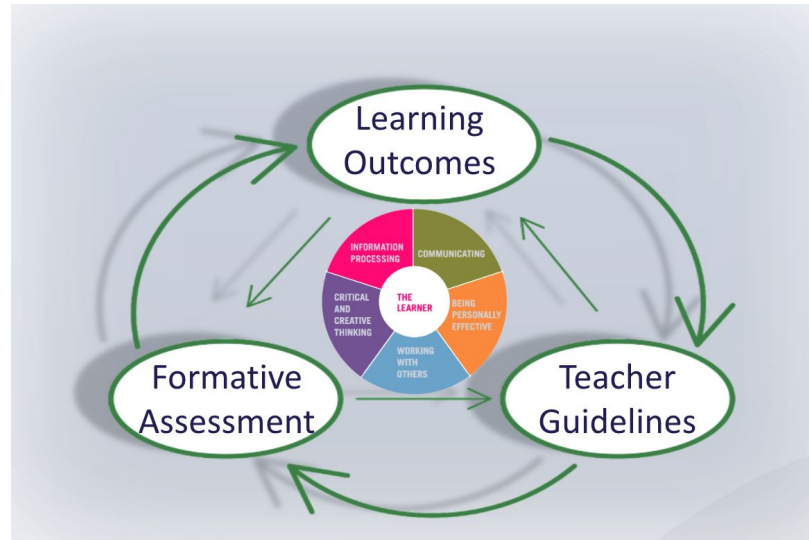 Learning
Outcomes
INFORMATION
PROCESSING
COMMUNICATING
CRITICAL
AND
CREATIVE
THINKING
THE
LEARNER
BEING
PERSONALLY
EFFECTIVE
WORKING
WITH
OTHERS
Formative
Assessment
Teacher
Guidelines